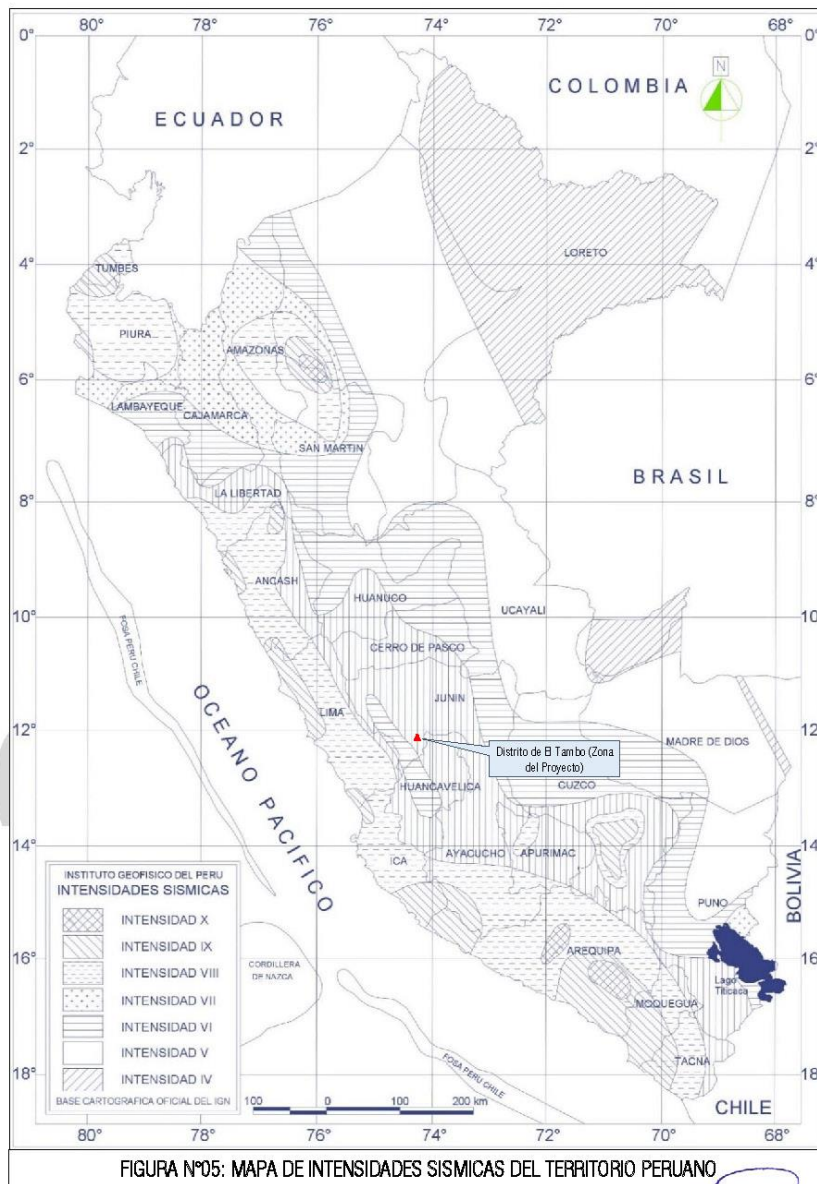 80° 78° 76° 74° 72° 70° 68°
0° 0°
COLOMBIA
N
ECUADOR
2° 2°
LORETO
4° 4°
TUMBES
PIURA
AMAZONAS
6° 6°
LAMBAYEQUE
CAJAMARCA
SAN MARTIN
BRASIL
8° 8°
LA LIBERTAD
ANCASH
HUANUCO
UCAYALI
10° 10°
FOSA PERU CHILE
CERRO DE PASCO
JUNIN
OCEANO PACIFICO
LIMA
12° 12°
MADRE DE DIOS
Distrito de El Tambo (Zona
del Proyecto)
HUANCAVELICA
CUZCO
14° 14°
ICA
AYACUCHO
APURIMAC
BOLIVIA
PUNO
INSTITUTO GEOFISICO DEL PERU
INTENSIDADES SISMICAS
INTENSIDAD X
INTENSIDAD IX
INTENSIDAD VIII
INTENSIDAD VII
INTENSIDAD VI
INTENSIDAD V
INTENSIDAD IV
BASE CARTOGRAFICA OFICIAL DEL IGN
CORDILLERA
DE NAZCA
16° 16°
AREQUIPA
Lago
Titicaca
MOQUEGUA
TACNA
FOSA PERU CHILE
18° 18°
100 0 100 200 km
CHILE
80° 78° 76° 74° 72° 70° 68°
FIGURA N°05: MAPA DE INTENSIDADES SISMICAS DEL TERRITORIO PERUANO